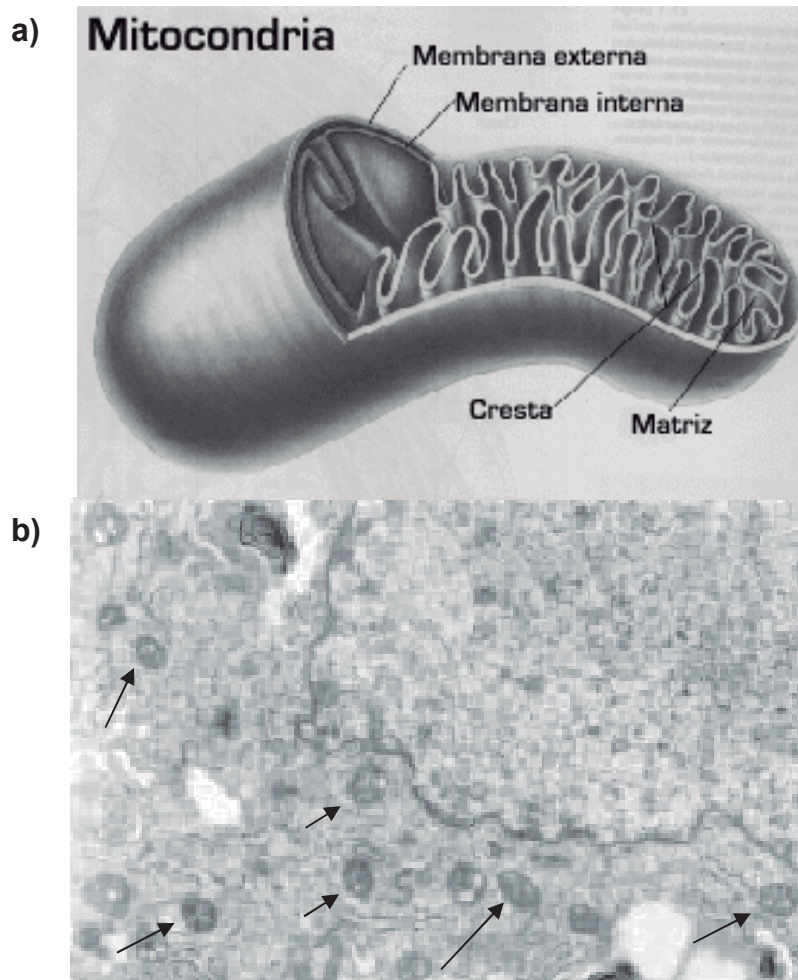 a)
Mitocondria
Membrana externa
Membrana interna
Cresta
Matriz
b)